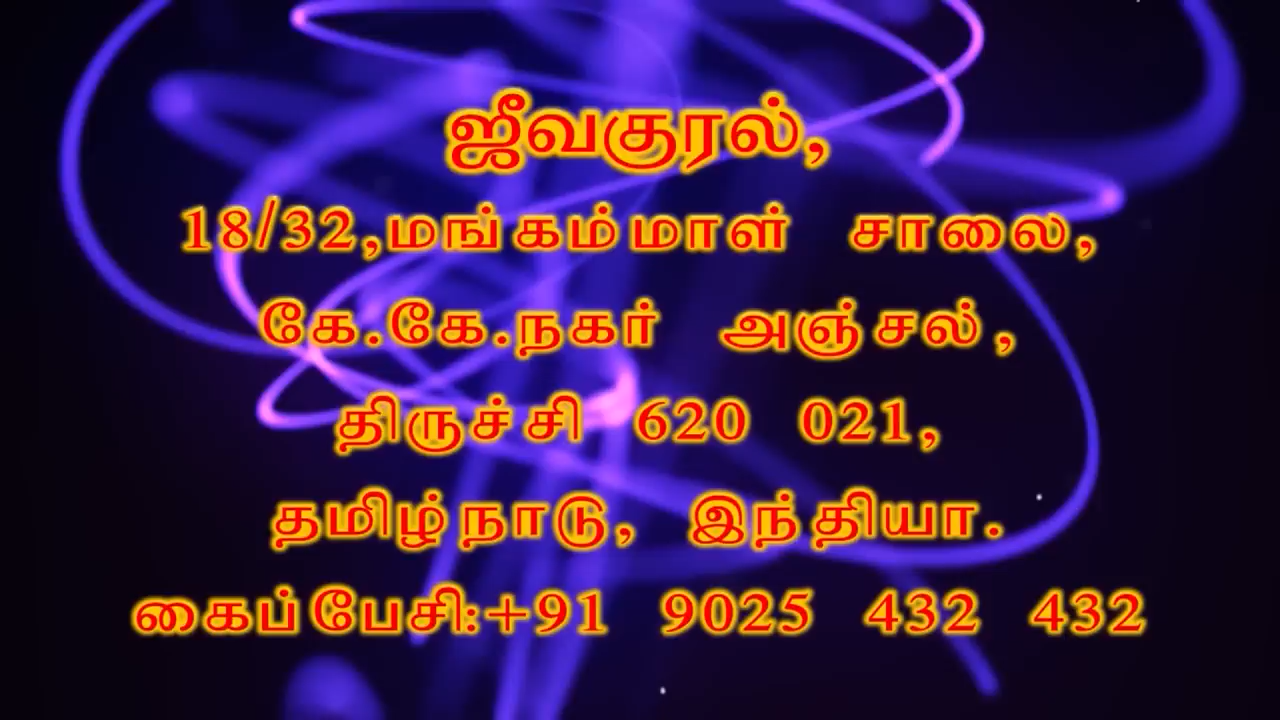 ஜீவகுரல்,
18/32,மங்கம்மாள் சாலை,
கே.கே.நகர் அஞ்சல்,
திருச்சி 620 021,
தமிழ்நாடு, இந்தியா.
கைப்பேசி:+91 9025 432 432